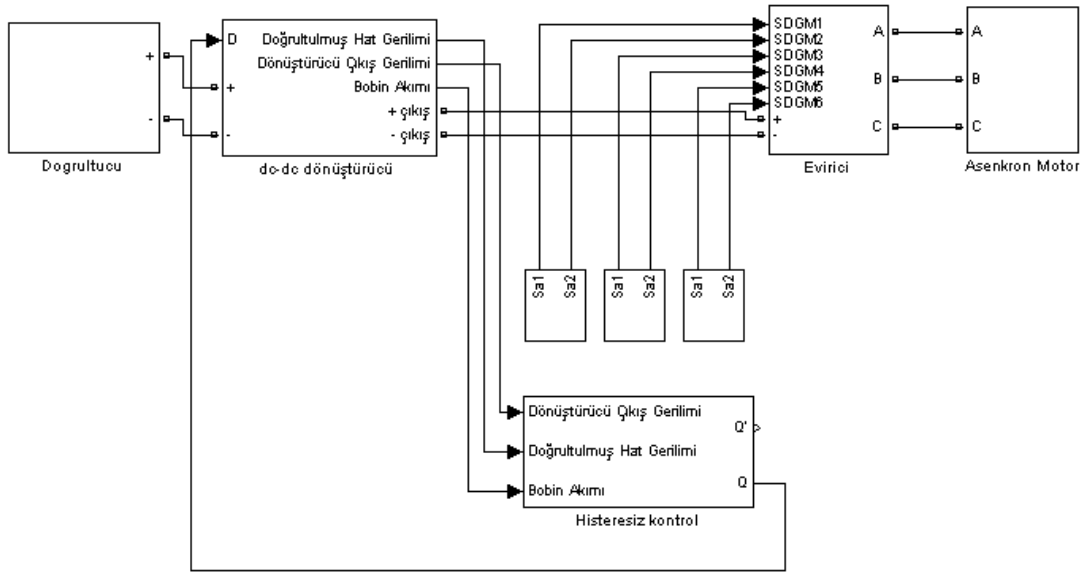 +
-
Dogrultucu
D
+
-
Doğrultulmuş Hat Gerilimi
Dönüştürücü Çıkış Gerilimi
Bobin Akımı
+ çıkış
- çıkış
dc-dc dönüştürücü
SDGM1
SDGM2
SDGM3
SDGM4
SDGM5
SDGM6
+
-
A
B
C
Evirici
A
B
C
Asenkron Motor
Sa1
Sa2
Sa1
Sa2
Sa1
Sa2
Dönüştürücü Çıkış Gerilimi
Doğrultulmuş Hat Gerilimi
Bobin Akımı
Q'
Q
Histeresiz kontrol